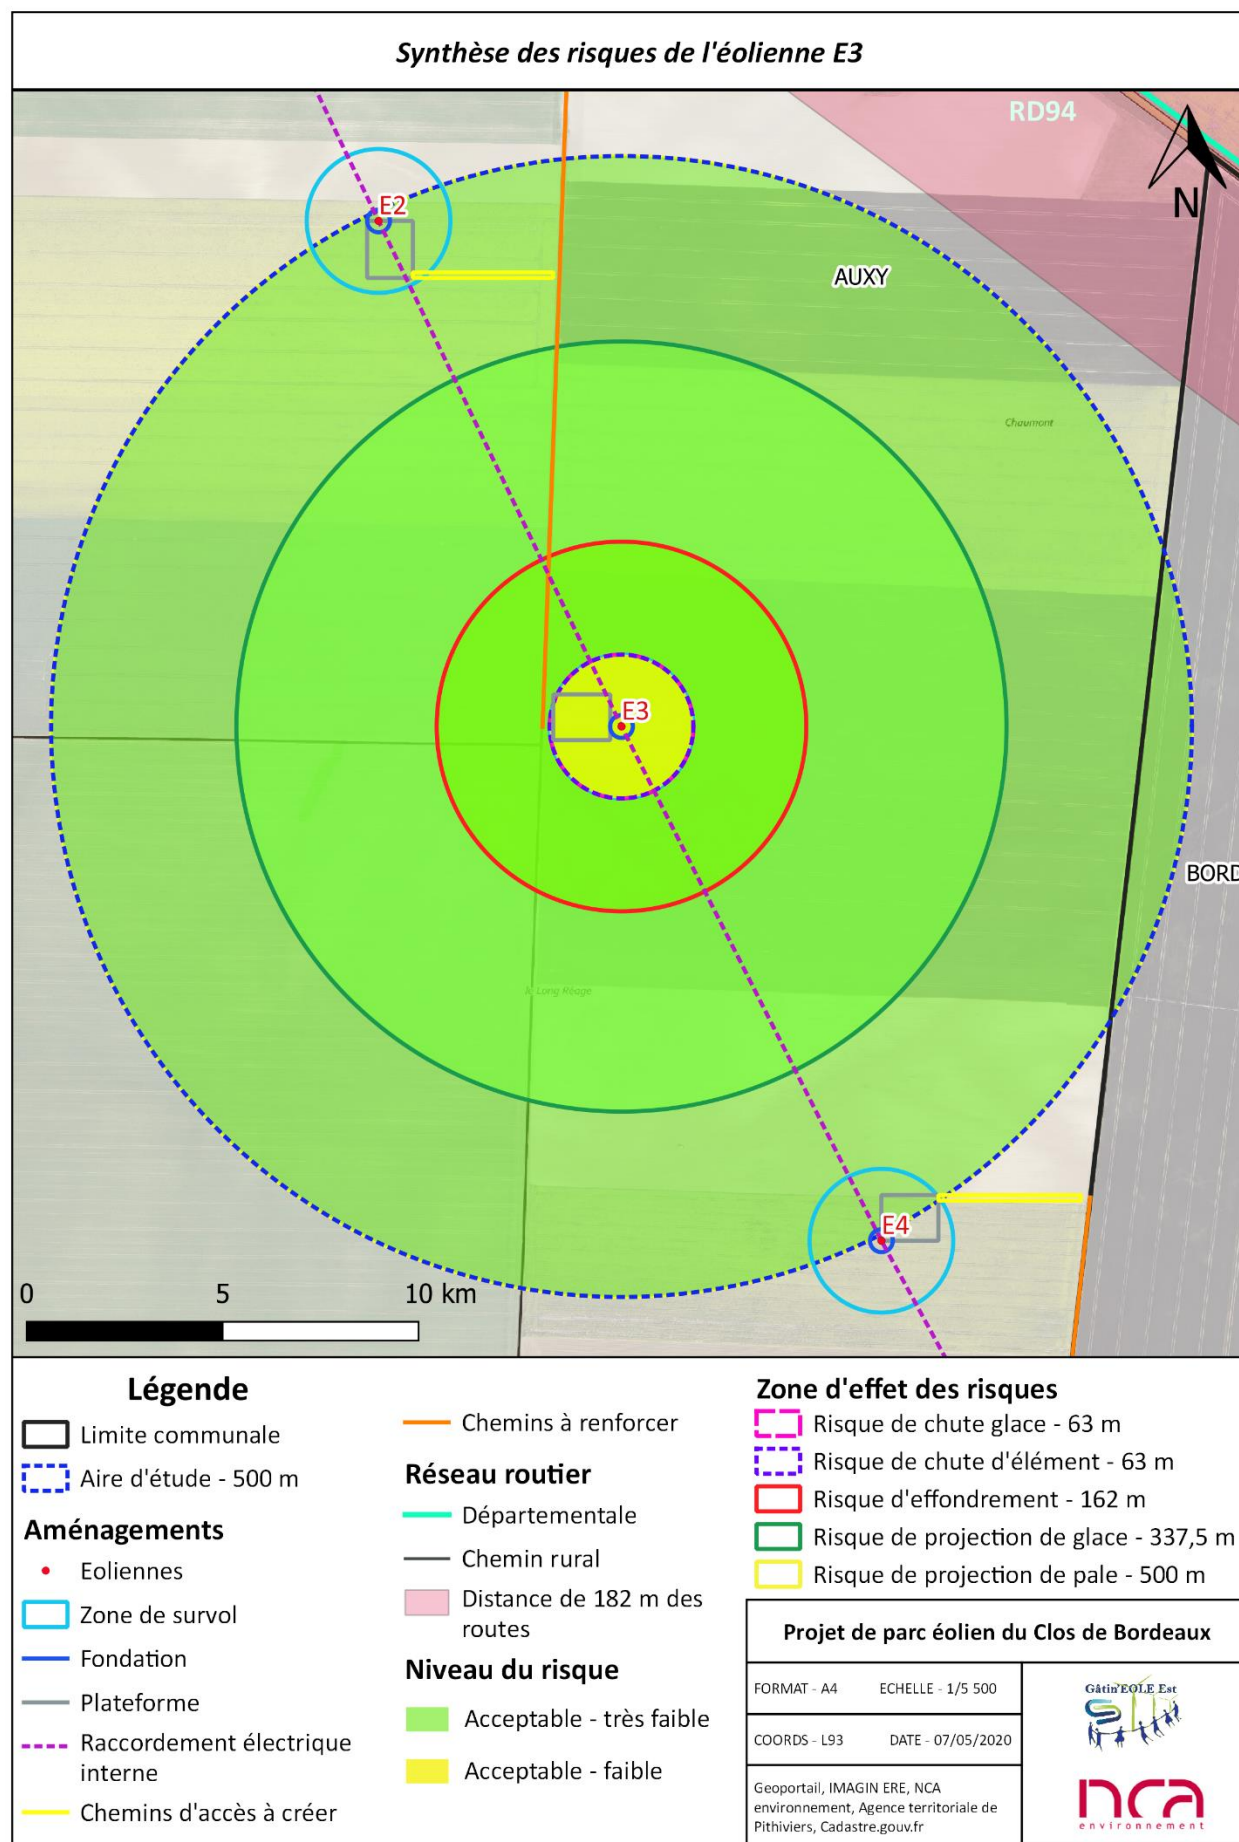 Synthèse des risques de l'éolienne E3
RD94
N
E2
AUXY
Chaumont
E3
BORD
le Long Réage
E4
0 5 10 km
Légende
Limite communale
Aire d'étude - 500 m
Aménagements
Eoliennes
Zone de survol
Fondation
Plateforme
Raccordement électrique
interne
Chemins d'accès à créer
Chemins à renforcer
Réseau routier
Départementale
Chemin rural
Distance de 182 m des
routes
Niveau du risque
Acceptable - très faible
Acceptable - faible
Zone d'effet des risques
Risque de chute glace - 63 m
Risque de chute d'élément - 63 m
Risque d'effondrement - 162 m
Risque de projection de glace - 337,5 m
Risque de projection de pale - 500 m
Projet de parc éolien du Clos de Bordeaux
FORMAT - A4 ECHELLE - 1/5 500
COORDS - L93 DATE - 07/05/2020
Geoportail, IMAGIN ERE, NCA
environnement, Agence territoriale de
Pithiviers, Cadastre.gouv.fr
Gâtin'EOLE Est
nca
environnement